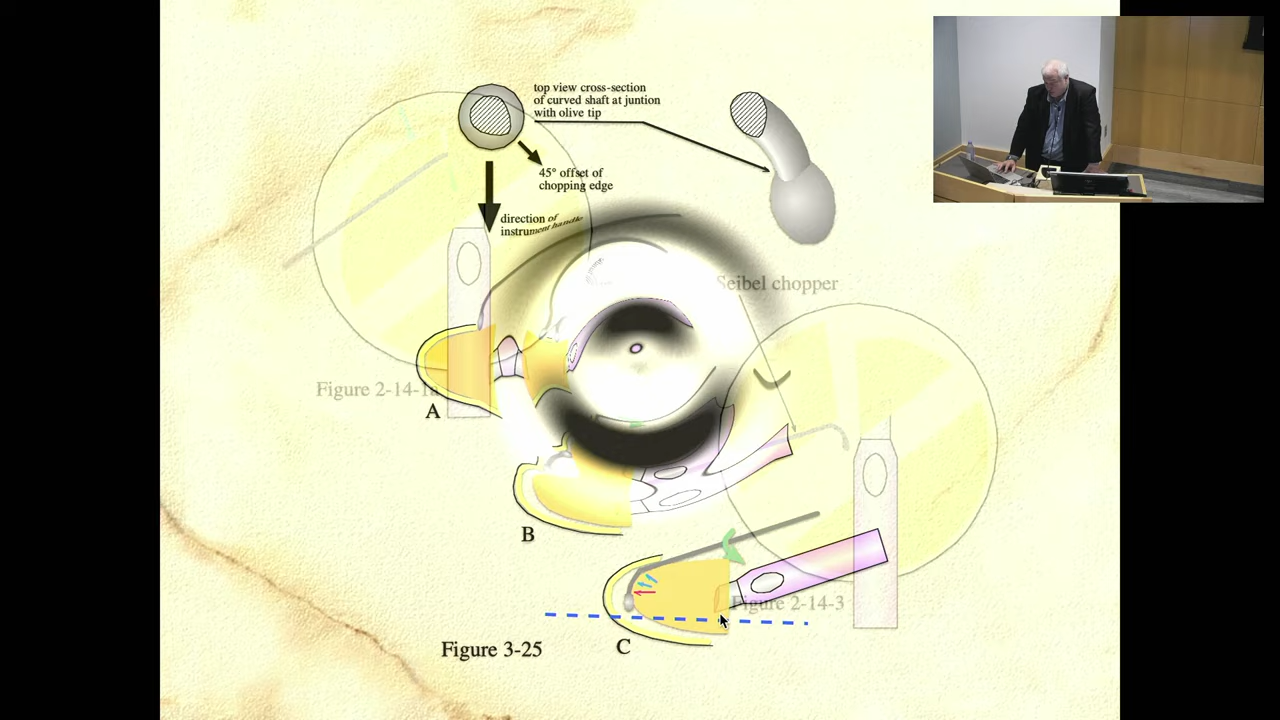 top view cross-section
of curved shaft at juntion
with olive tip
45° offset of
chopping edge
direction of
instrument handle
Seibel chopper
Figure 2-14-1a
A
B
Figure 2-14-3
Figure 3-25
C